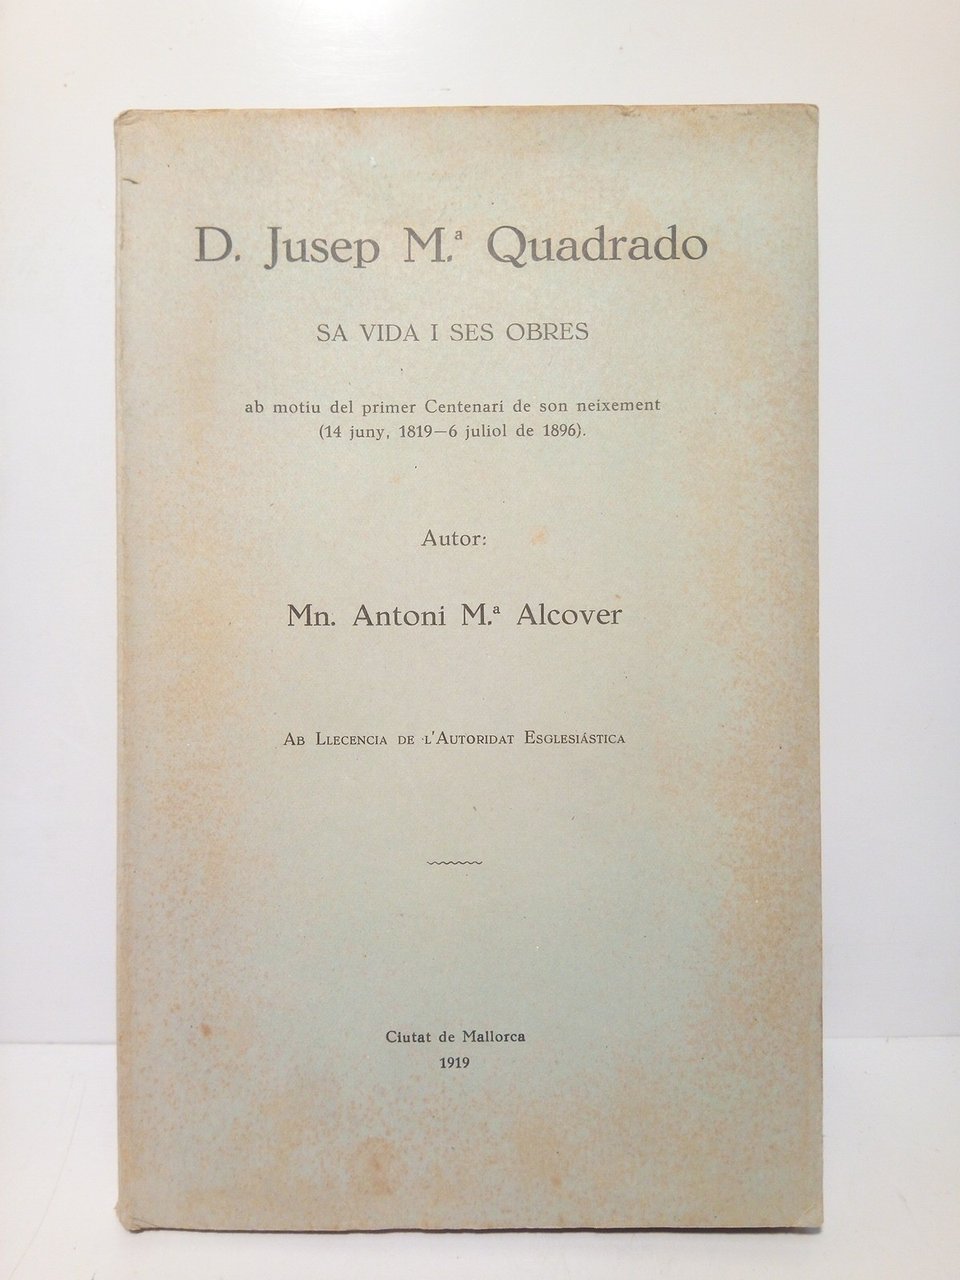 D. Jusep M.ª Quadrado
SA VIDA I SES OBRES
ab motiu del primer Centenari de son neixement
(14 juny, 1819—6 juliol de 1896).
Autor:
Mn. Antoni M.ª Alcover
Ab Llecencia de l'Autoridat Esglesiástica
Ciutat de Mallorca
1919